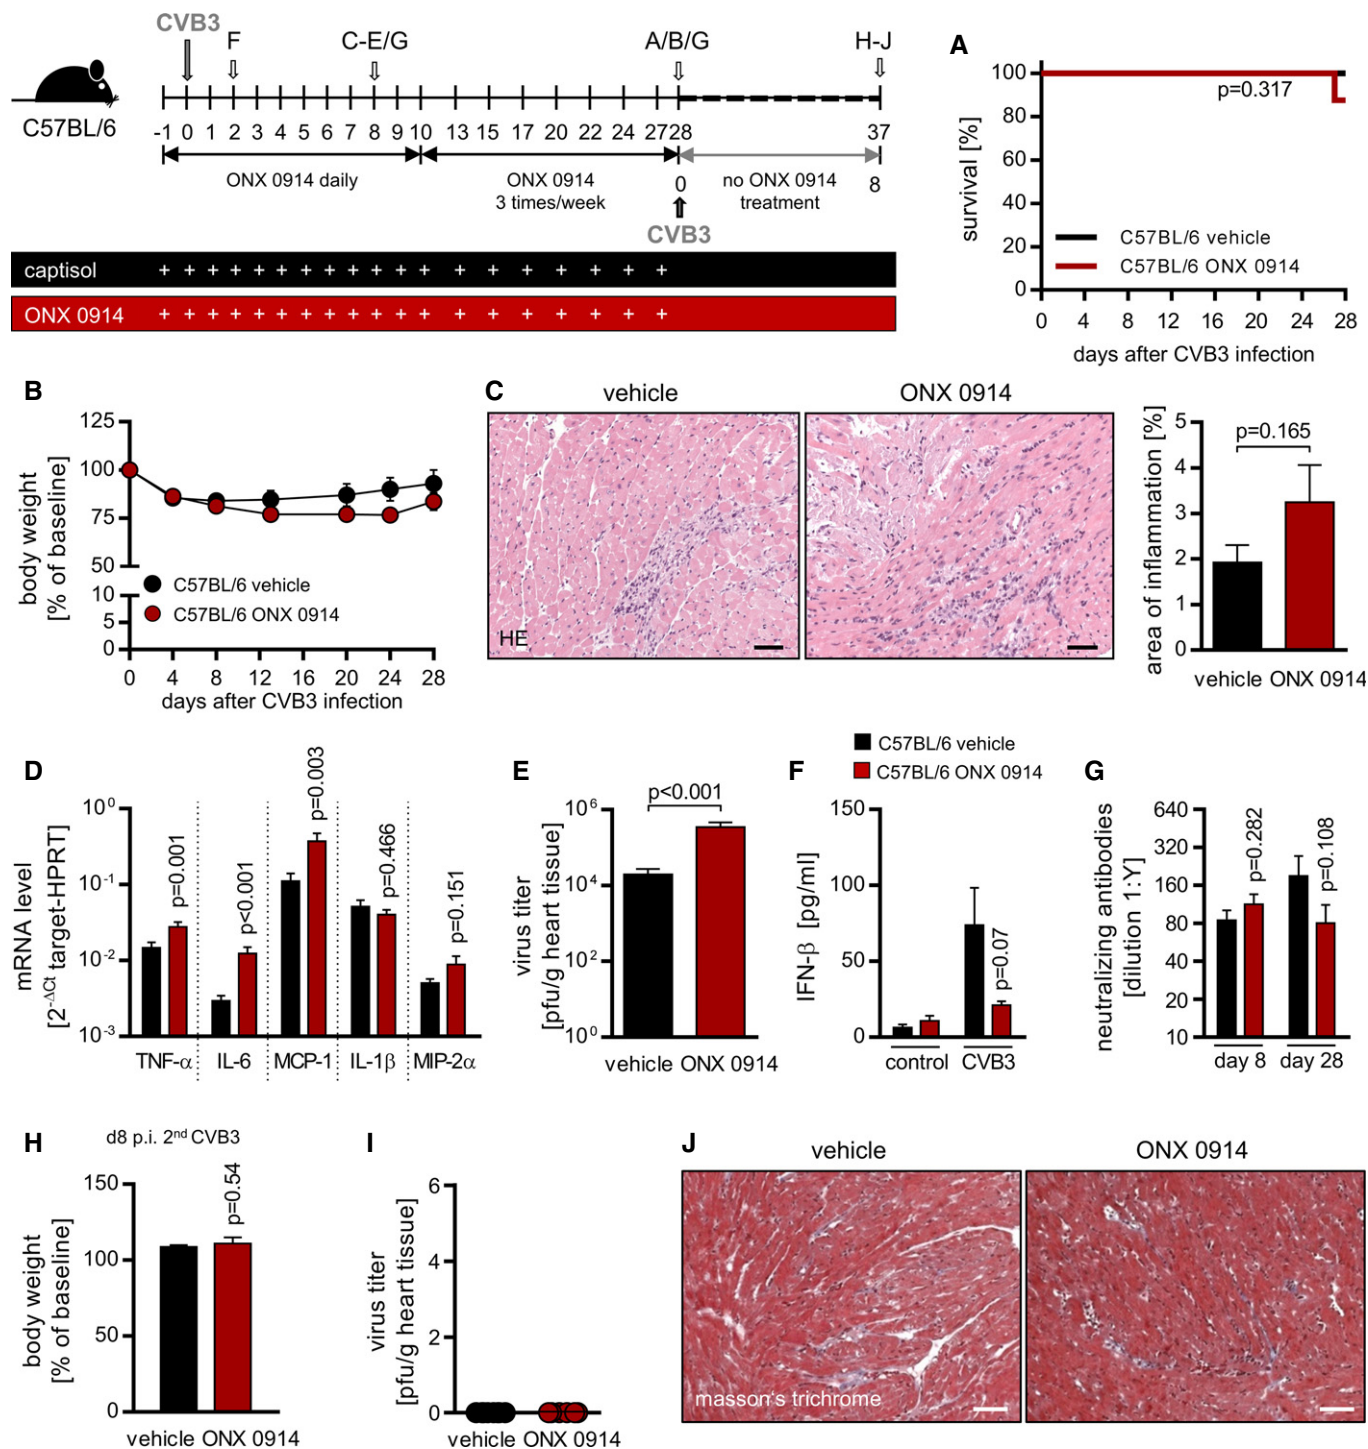 CVB3
F
C-E/G
A/B/G
H-J
C57BL/6
-1 0 1 2 3 4 5 6 7 8 9 10 13 15 17 20 22 24 27 28 37
ONX 0914 daily
ONX 0914
3 times/week
0
no ONX 0914
treatment
8
CVB3
captisol + + + + + + + + + + + + + + + + + + +
ONX 0914 + + + + + + + + + + + + + + + + + + +
A
survival [%]
100
80
60
40
20
0
p=0.317
C57BL/6 vehicle
C57BL/6 ONX 0914
0 4 8 12 16 20 24 28
days after CVB3 infection
B
body weight
[% of baseline]
125
100
75
50
10
5
0
C57BL/6 vehicle
C57BL/6 ONX 0914
0 4 8 12 16 20 24 28
days after CVB3 infection
C
vehicle
ONX 0914
HE
area of inflammation [%]
5
4
3
2
1
0
p=0.165
vehicle ONX 0914
D
mRNA level
[2^-ΔCt target-HPRT]
10^0
10^-1
10^-2
10^-3
p=0.001
p<0.001
p=0.003
p=0.466
p=0.151
TNF-α IL-6 MCP-1 IL-1β MIP-2α
E
virus titer
[pfu/g heart tissue]
10^6
10^4
10^2
10^0
p<0.001
vehicle ONX 0914
C57BL/6 vehicle
C57BL/6 ONX 0914
F
IFN-β [pg/ml]
150
100
50
0
p=0.07
control CVB3
G
neutralizing antibodies
[dilution 1:Y]
640
320
160
80
40
20
10
p=0.282
p=0.108
day 8 day 28
H
d8 p.i. 2nd CVB3
body weight
[% of baseline]
150
100
50
0
p=0.54
vehicle ONX 0914
I
virus titer
[pfu/g heart tissue]
6
4
2
0
vehicle ONX 0914
J
vehicle
ONX 0914
masson's trichrome